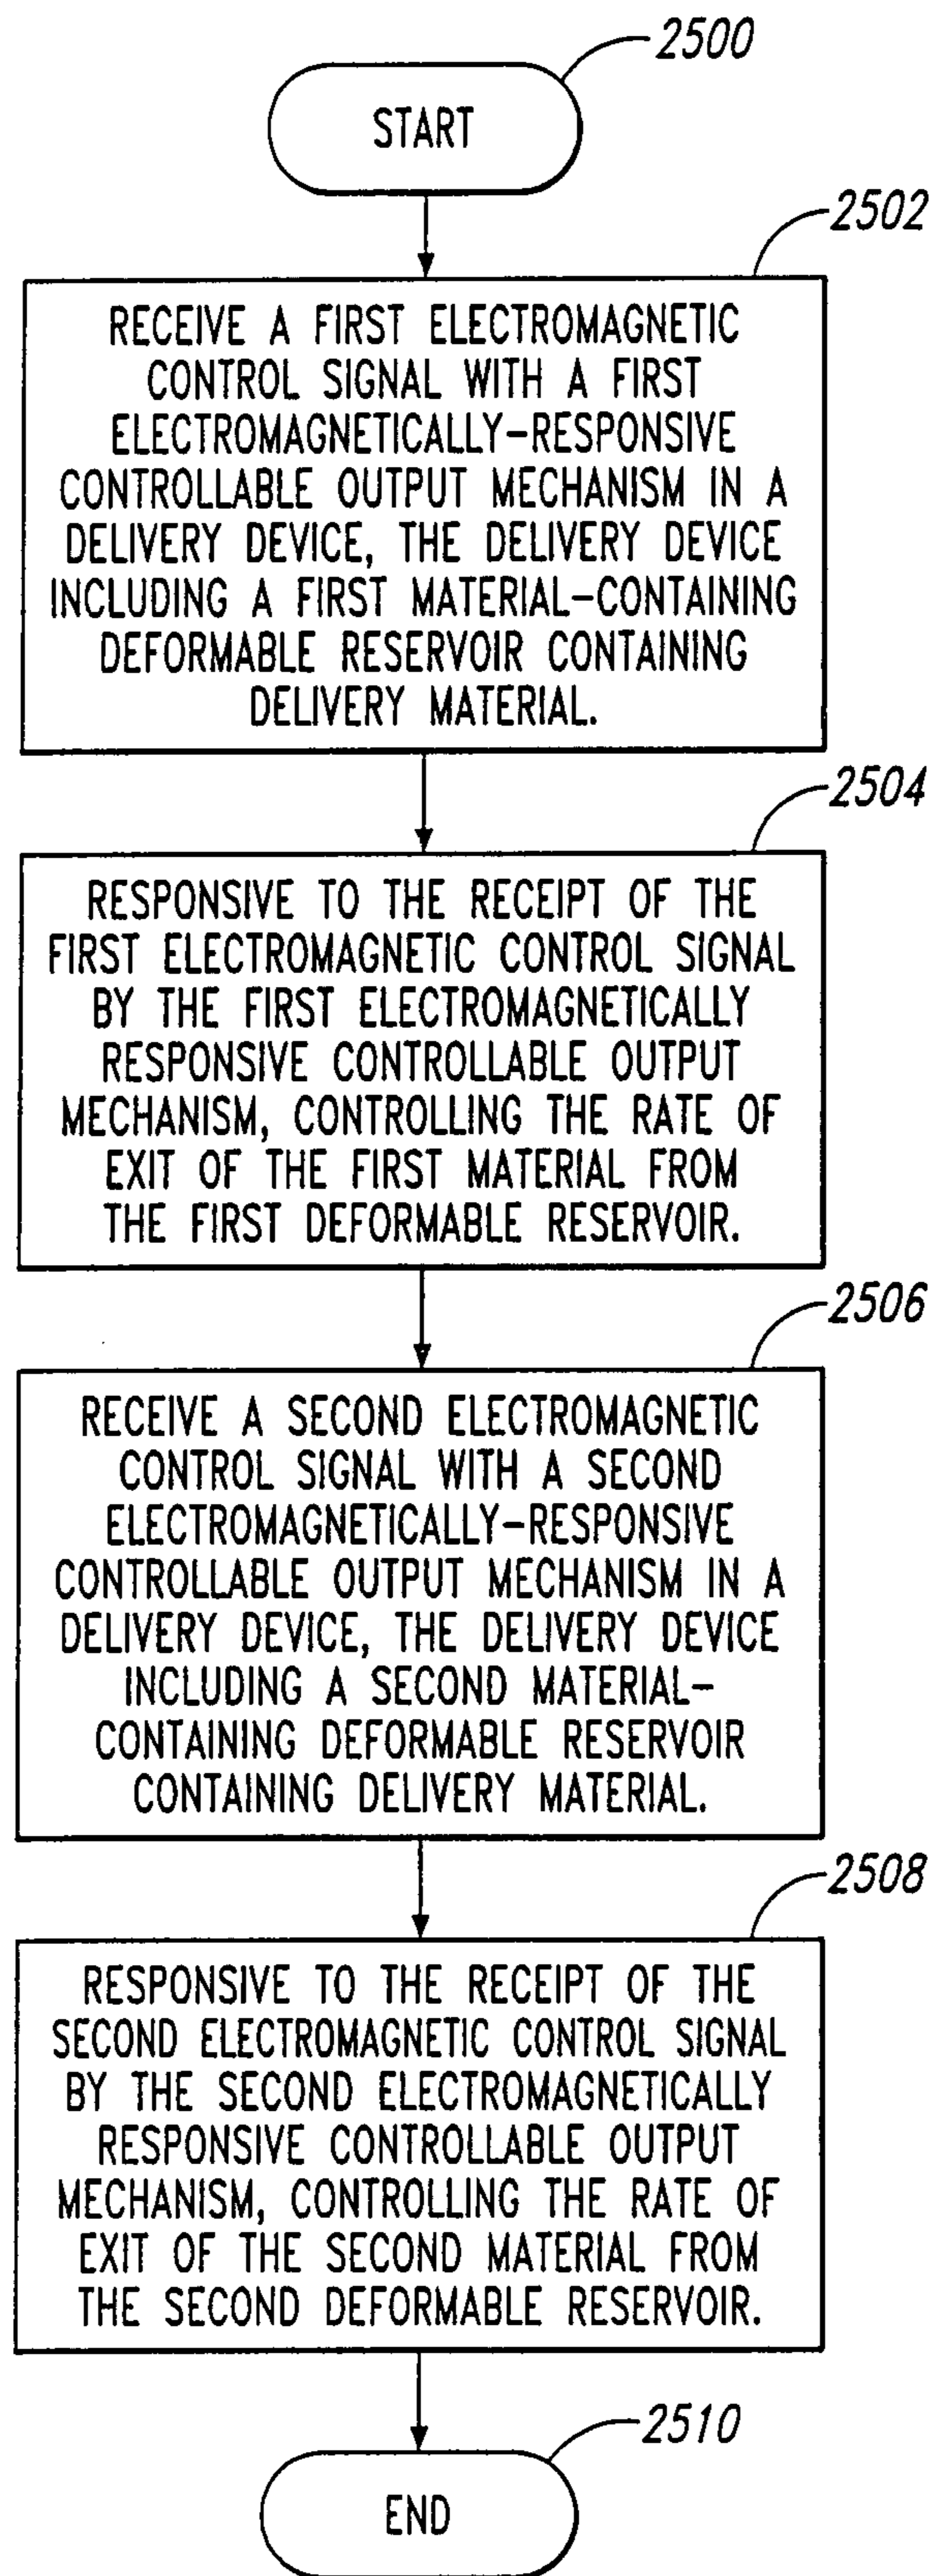 2500
START
2502
RECEIVE A FIRST ELECTROMAGNETIC
CONTROL SIGNAL WITH A FIRST
ELECTROMAGNETICALLY-RESPONSIVE
CONTROLLABLE OUTPUT MECHANISM IN A
DELIVERY DEVICE, THE DELIVERY DEVICE
INCLUDING A FIRST MATERIAL-CONTAINING
DEFORMABLE RESERVOIR CONTAINING
DELIVERY MATERIAL.
2504
RESPONSIVE TO THE RECEIPT OF THE
FIRST ELECTROMAGNETIC CONTROL SIGNAL
BY THE FIRST ELECTROMAGNETICALLY
RESPONSIVE CONTROLLABLE OUTPUT
MECHANISM, CONTROLLING THE RATE OF
EXIT OF THE FIRST MATERIAL FROM
THE FIRST DEFORMABLE RESERVOIR.
2506
RECEIVE A SECOND ELECTROMAGNETIC
CONTROL SIGNAL WITH A SECOND
ELECTROMAGNETICALLY-RESPONSIVE
CONTROLLABLE OUTPUT MECHANISM IN A
DELIVERY DEVICE, THE DELIVERY DEVICE
INCLUDING A SECOND MATERIAL-
CONTAINING DEFORMABLE RESERVOIR
CONTAINING DELIVERY MATERIAL.
2508
RESPONSIVE TO THE RECEIPT OF THE
SECOND ELECTROMAGNETIC CONTROL SIGNAL
BY THE SECOND ELECTROMAGNETICALLY
RESPONSIVE CONTROLLABLE OUTPUT
MECHANISM, CONTROLLING THE RATE OF
EXIT OF THE SECOND MATERIAL FROM
THE SECOND DEFORMABLE RESERVOIR.
2510
END